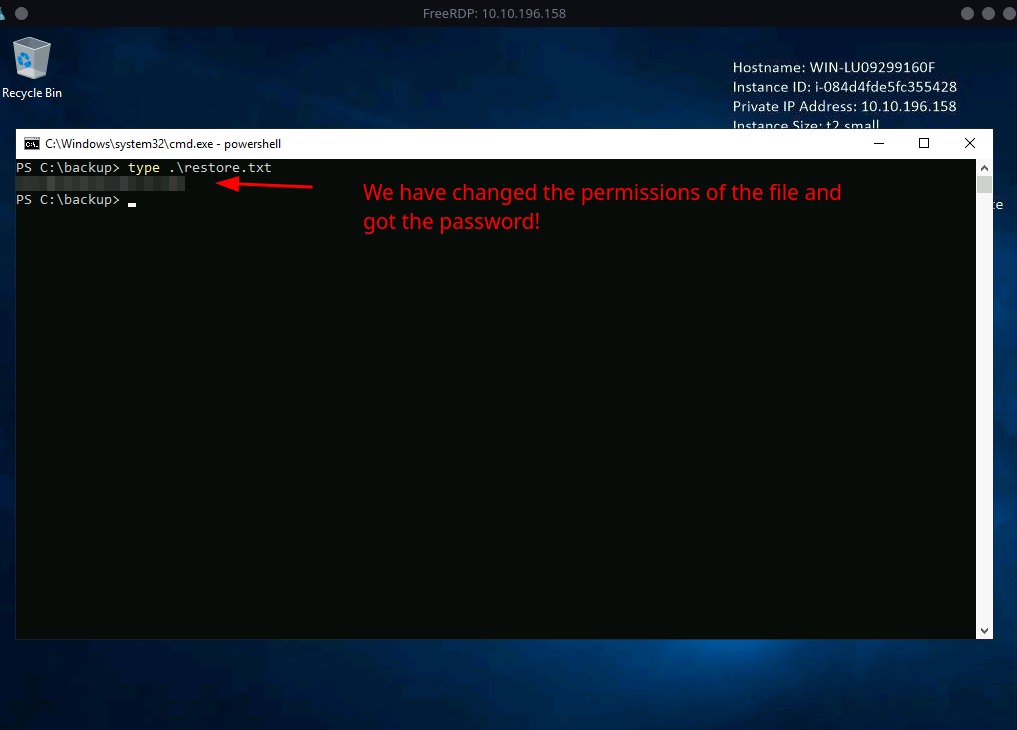 FreeRDP: 10.10.196.158
Recycle Bin
Hostname: WIN-LU09299160F
Instance ID: i-084d4fde5fc355428
Private IP Address: 10.10.196.158
Instance Size: t2.small
C:\Windows\system32\cmd.exe - powershell
PS C:\backup> type .\restore.txt
PS C:\backup>
We have changed the permissions of the file and
got the password!